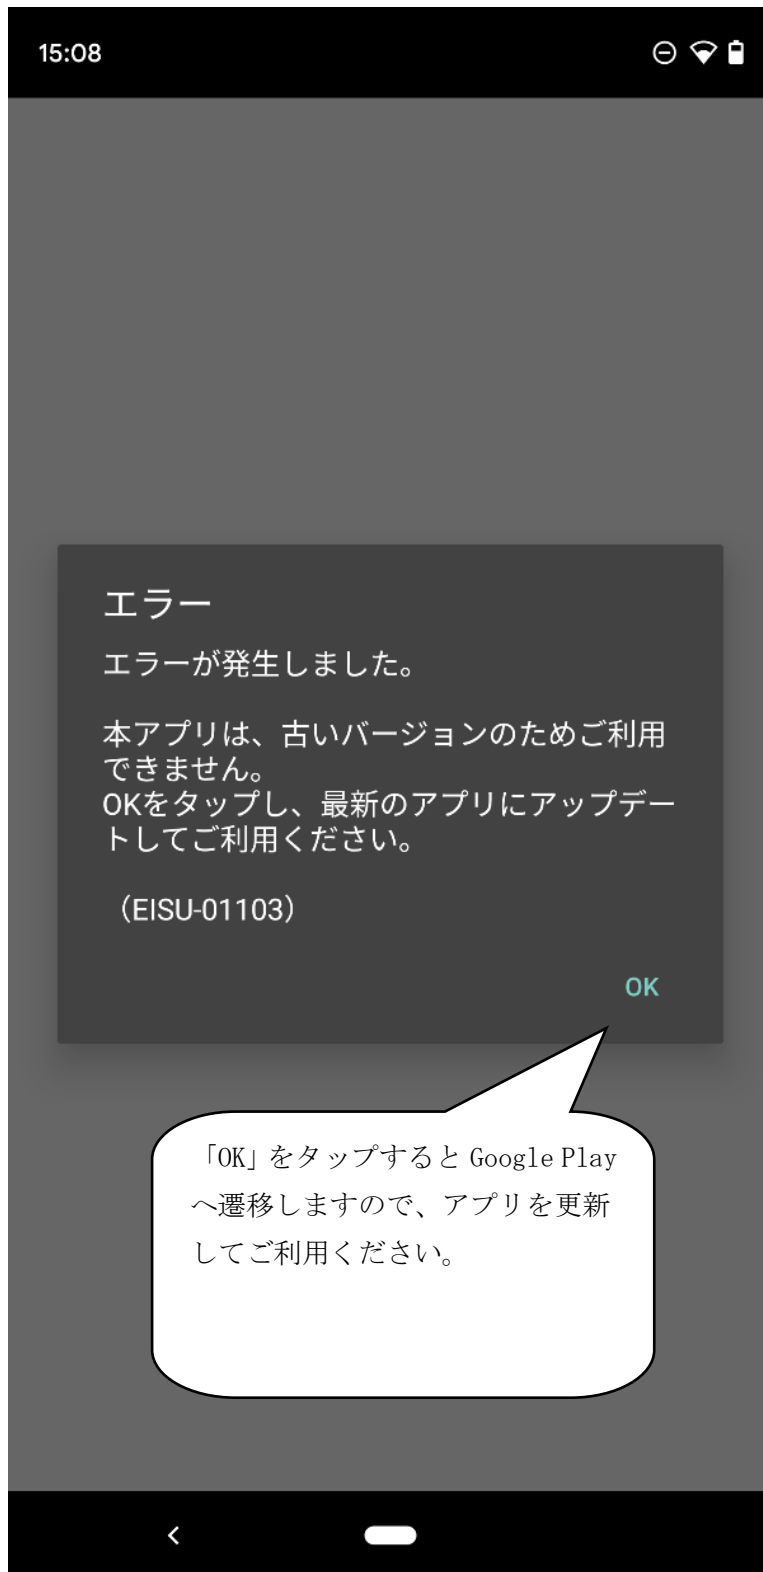 15:08
エラー
エラーが発生しました。
本アプリは、古いバージョンのためご利用
できません。
OKをタップし、最新のアプリにアップデー
トしてご利用ください。
（EISU-01103）
OK
「OK」をタップすると Google Play
へ遷移しますので、アプリを更新
してご利用ください。